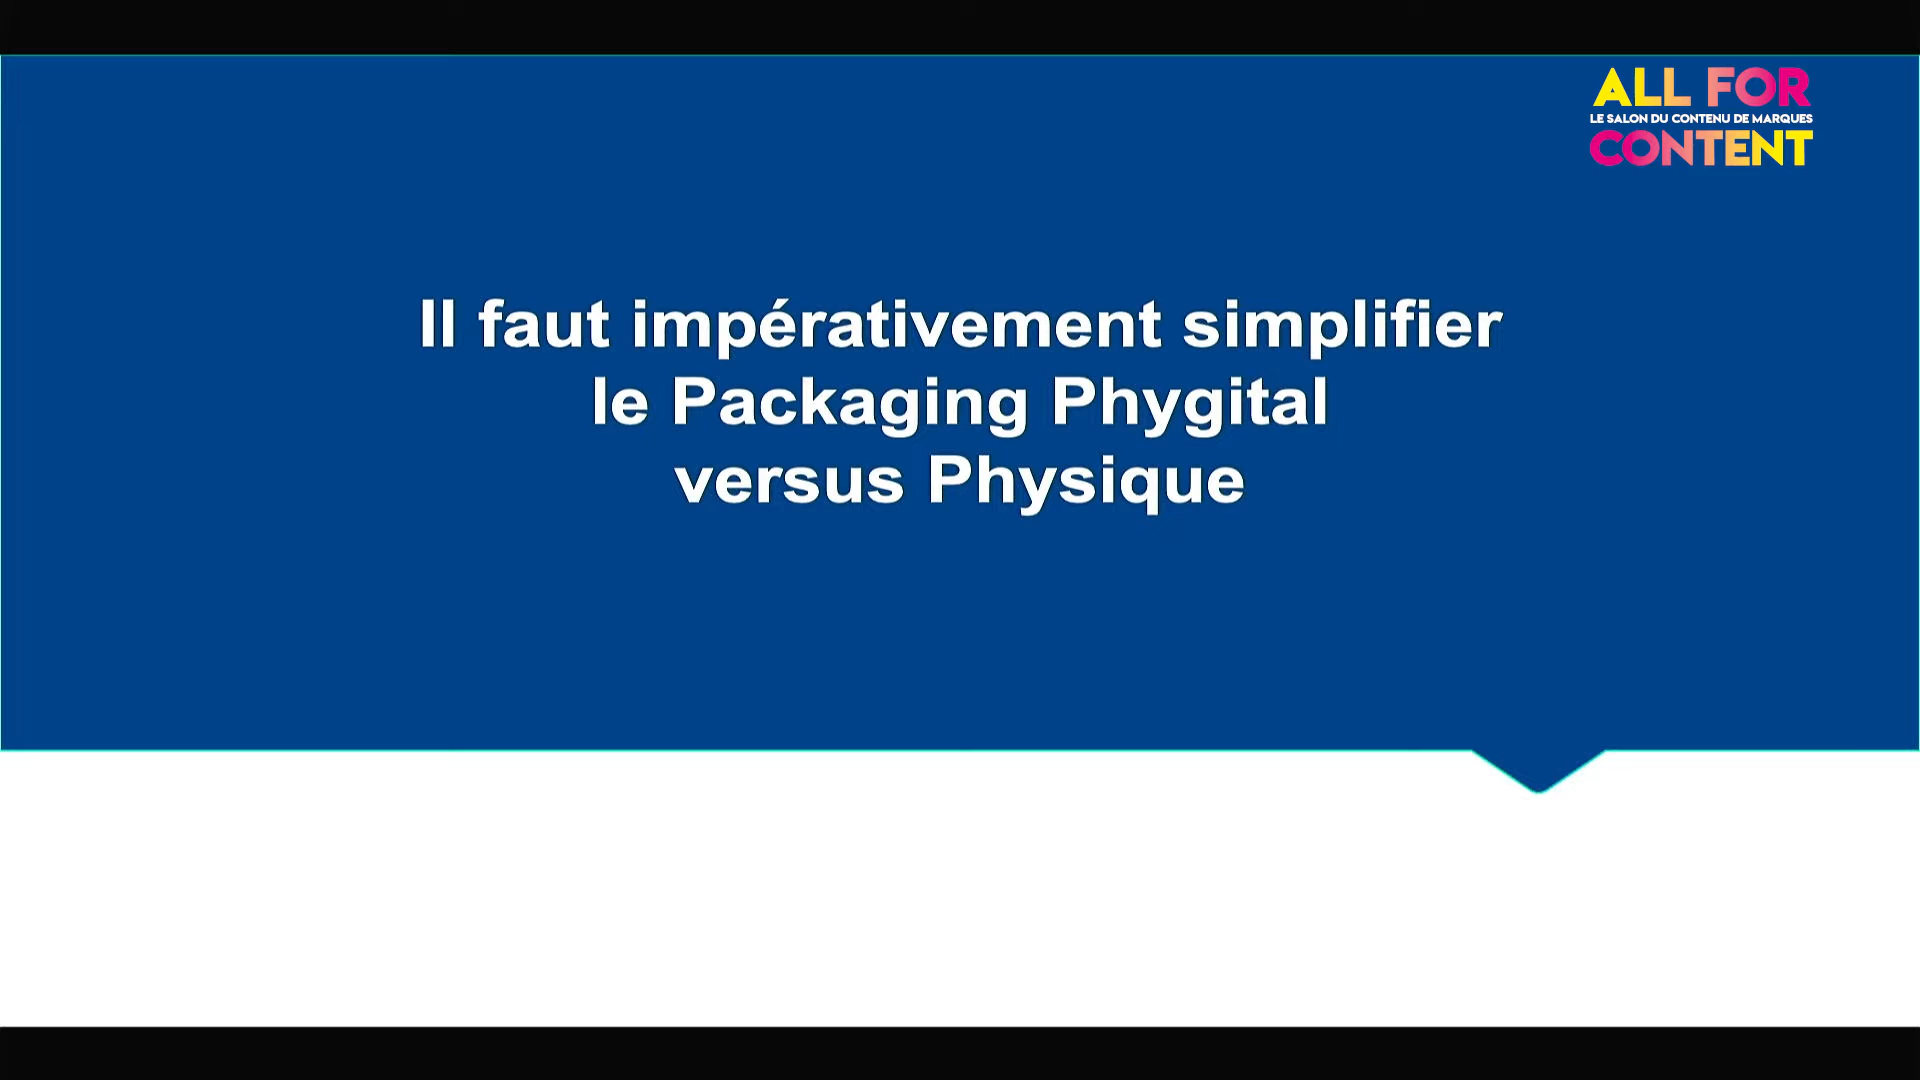 ALL FOR
LE SALON DU CONTENU DE MARQUES
CONTENT
Il faut impérativement simplifier
le Packaging Phygital
versus Physique